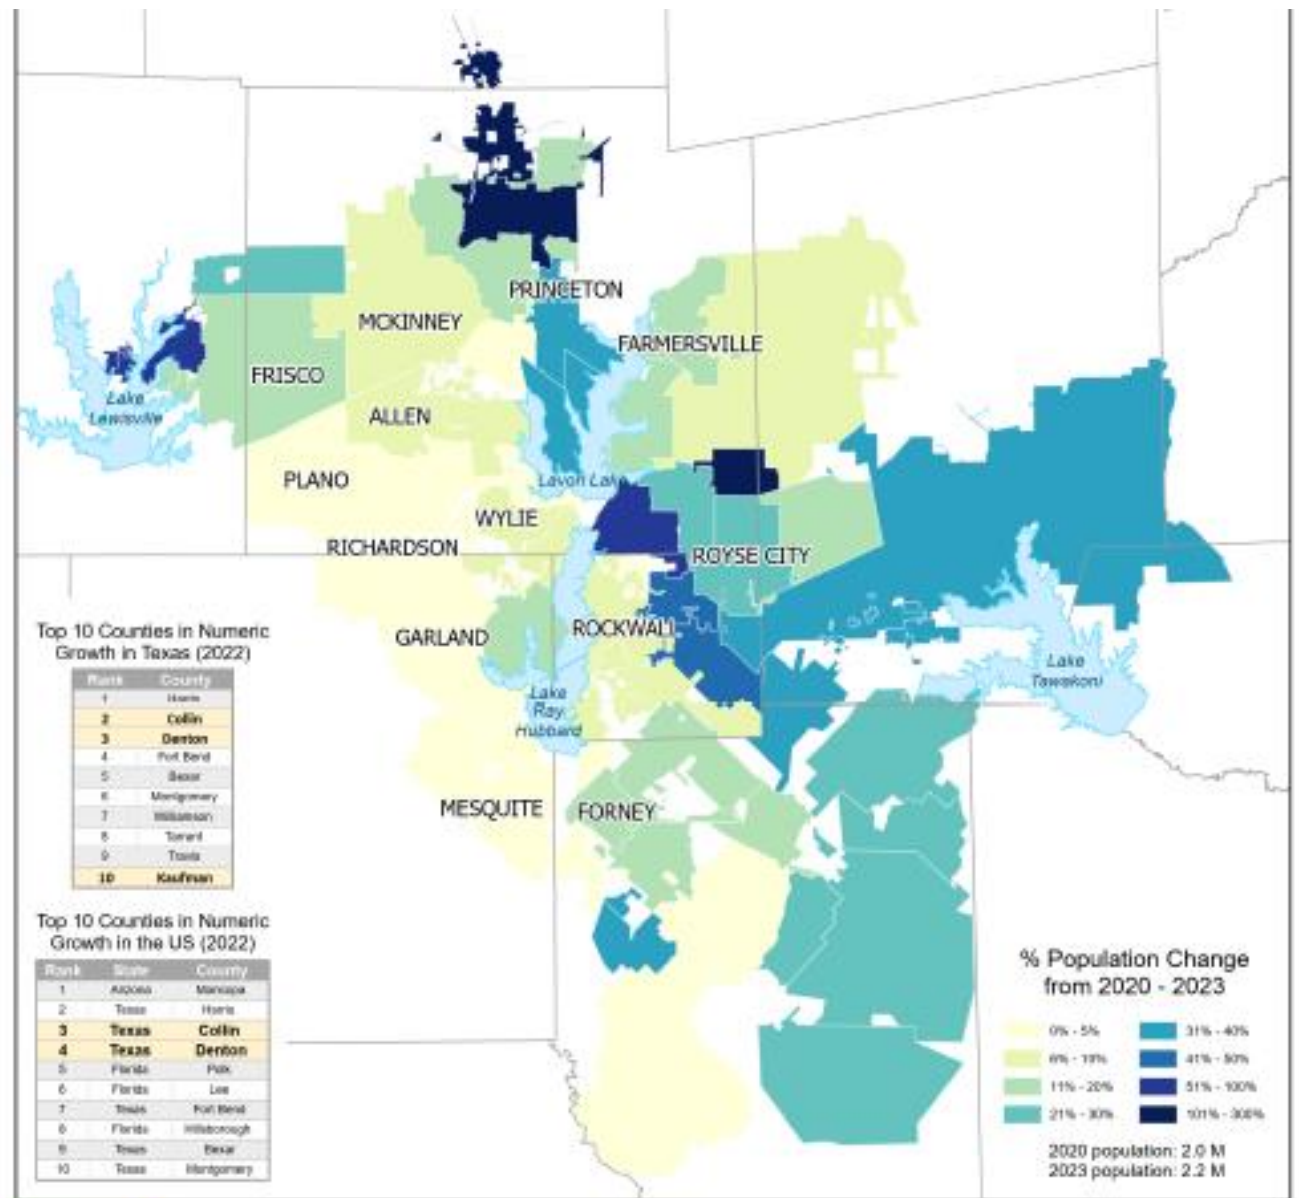 PRINCETON
MCKINNEY
FARMERSVILLE
FRISCO
Lake
Lewisville
ALLEN
PLANO
Lavon Lake
WYLIE
RICHARDSON
ROYSE CITY
GARLAND
ROCKWALL
Lake
Ray
Hubbard
Lake
Tawakoni
MESQUITE
FORNEY
Top 10 Counties in Numeric
Growth in Texas (2022)
Rank County
1 Harris
2 Collin
3 Denton
4 Fort Bend
5 Bexar
6 Montgomery
7 Williamson
8 Tarrant
9 Travis
10 Kaufman
Top 10 Counties in Numeric
Growth in the US (2022)
Rank State County
1 Arizona Maricopa
2 Texas Harris
3 Texas Collin
4 Texas Denton
5 Florida Polk
6 Florida Lee
7 Texas Fort Bend
8 Florida Hillsborough
9 Texas Bexar
10 Texas Montgomery
% Population Change
from 2020 - 2023
0% - 5% 31% - 40%
6% - 10% 41% - 50%
11% - 20% 51% - 100%
21% - 30% 101% - 300%
2020 population: 2.0 M
2023 population: 2.2 M